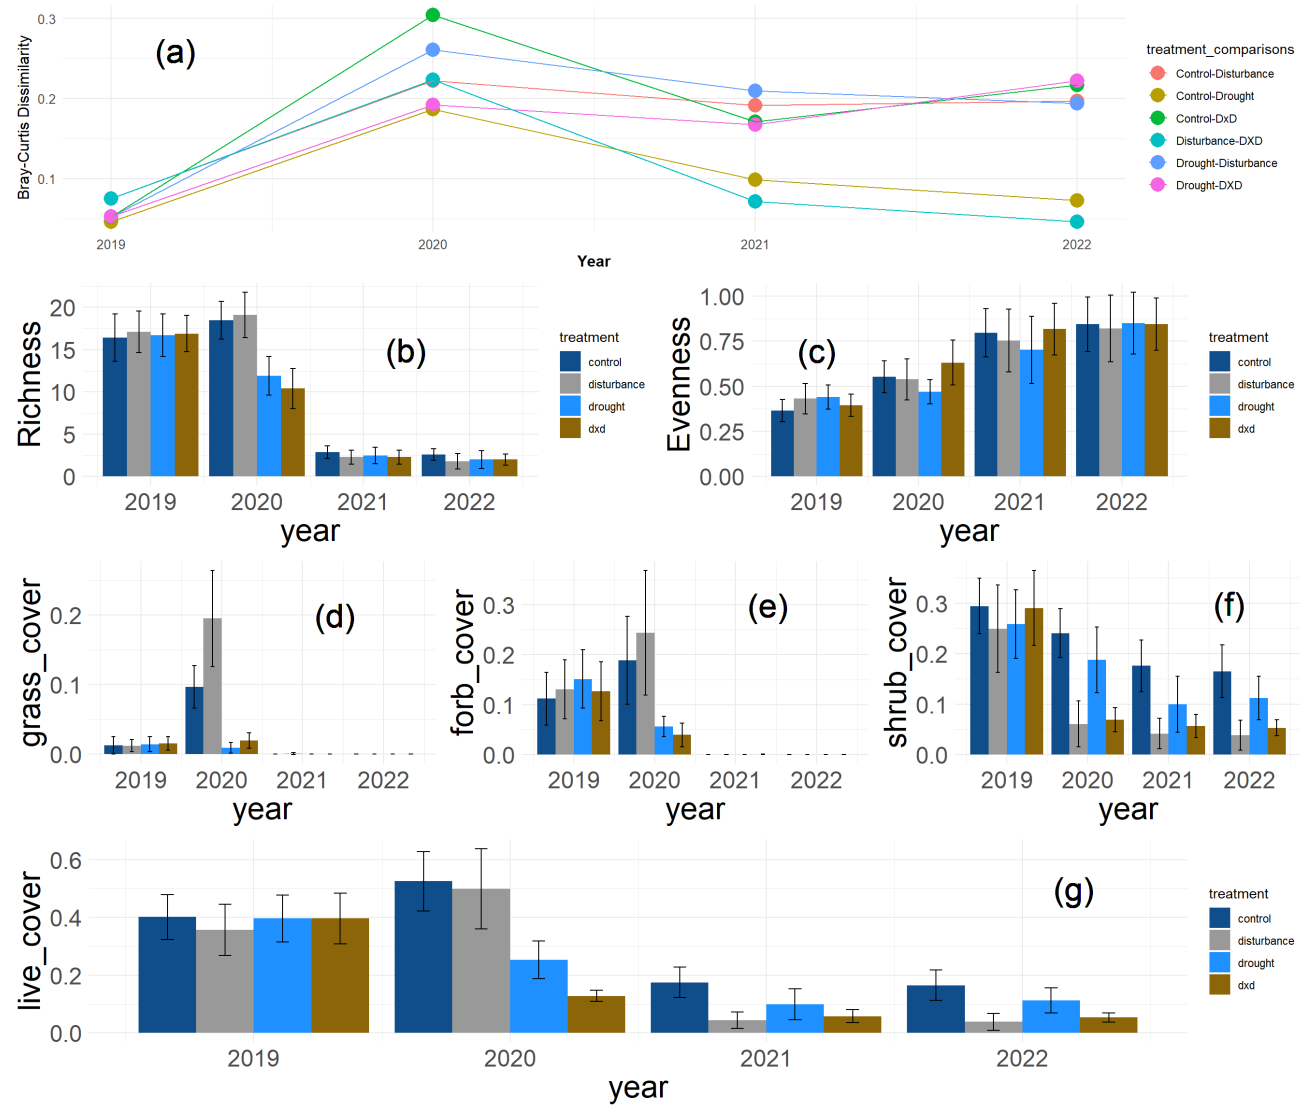 (a)
Bray-Curtis Dissimilarity
0.3
0.2
0.1
2019 2020 2021 2022
Year
treatment_comparisons
Control-Disturbance
Control-Drought
Control-DxD
Disturbance-DXD
Drought-Disturbance
Drought-DXD
(b)
Richness
20
15
10
5
0
2019 2020 2021 2022
year
treatment
control
disturbance
drought
dxd
(c)
Evenness
1.00
0.75
0.50
0.25
0.00
2019 2020 2021 2022
year
treatment
control
disturbance
drought
dxd
(d)
grass_cover
0.2
0.1
0.0
2019 2020 2021 2022
year
(e)
forb_cover
0.3
0.2
0.1
0.0
2019 2020 2021 2022
year
(f)
shrub_cover
0.3
0.2
0.1
0.0
2019 2020 2021 2022
year
(g)
live_cover
0.6
0.4
0.2
0.0
2019 2020 2021 2022
year
treatment
control
disturbance
drought
dxd